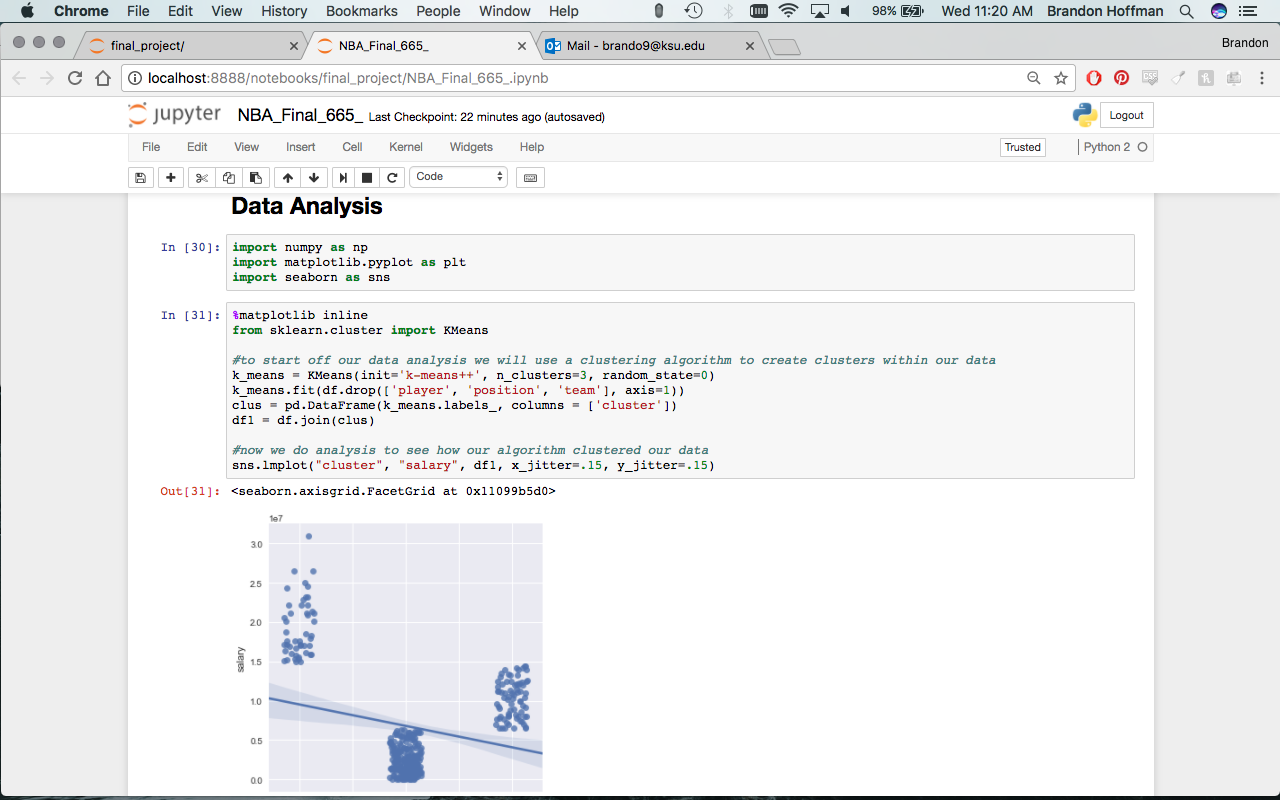 Chrome File Edit View History Bookmarks People Window Help 98% Wed 11:20 AM Brandon Hoffman
final_project/ NBA_Final_665_ Mail - brando9@ksu.edu Brandon
localhost:8888/notebooks/final_project/NBA_Final_665_.ipynb
jupyter NBA_Final_665_ Last Checkpoint: 22 minutes ago (autosaved) Logout
File Edit View Insert Cell Kernel Widgets Help Trusted Python 2
Code
Data Analysis
In [30]: import numpy as np
import matplotlib.pyplot as plt
import seaborn as sns
In [31]: %matplotlib inline
from sklearn.cluster import KMeans
#to start off our data analysis we will use a clustering algorithm to create clusters within our data
k_means = KMeans(init='k-means++', n_clusters=3, random_state=0)
k_means.fit(df.drop(['player', 'position', 'team'], axis=1))
clus = pd.DataFrame(k_means.labels_, columns = ['cluster'])
df1 = df.join(clus)
#now we do analysis to see how our algorithm clustered our data
sns.lmplot("cluster", "salary", df1, x_jitter=.15, y_jitter=.15)
Out[31]: <seaborn.axisgrid.FacetGrid at 0x11099b5d0>
1e7
3.0
2.5
2.0
1.5
salary
1.0
0.5
0.0